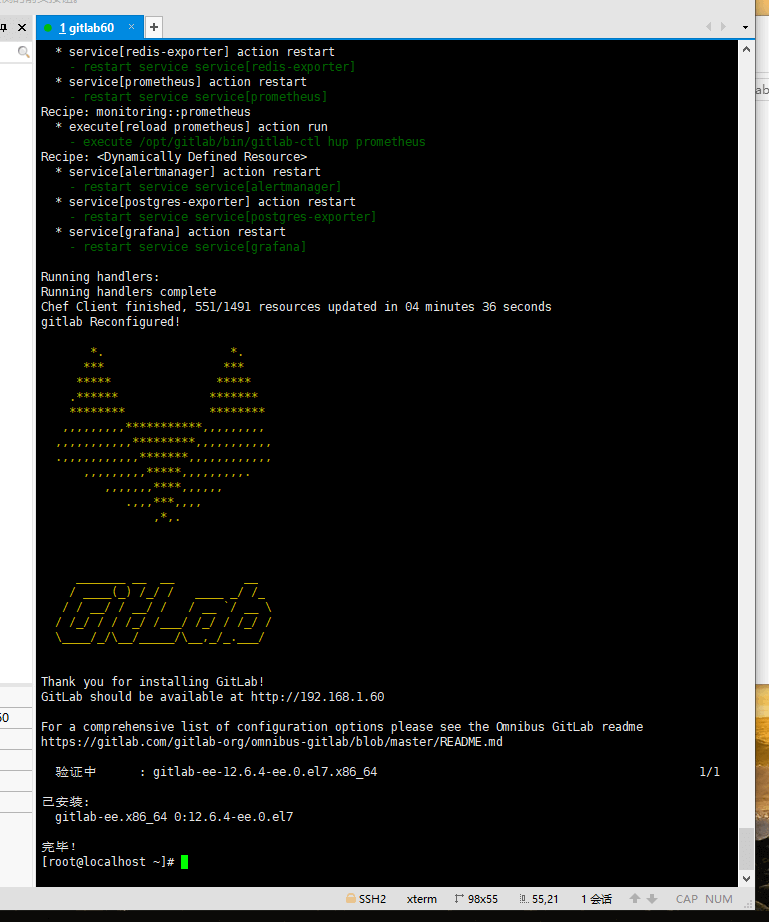 1 gitlab60
* service[redis-exporter] action restart
- restart service service[redis-exporter]
* service[prometheus] action restart
- restart service service[prometheus]
Recipe: monitoring::prometheus
* execute[reload prometheus] action run
- execute /opt/gitlab/bin/gitlab-ctl hup prometheus
Recipe: <Dynamically Defined Resource>
* service[alertmanager] action restart
- restart service service[alertmanager]
* service[postgres-exporter] action restart
- restart service service[postgres-exporter]
* service[grafana] action restart
- restart service service[grafana]
Running handlers:
Running handlers complete
Chef Client finished, 551/1491 resources updated in 04 minutes 36 seconds
gitlab Reconfigured!
GitLab
Thank you for installing GitLab!
GitLab should be available at http://192.168.1.60
For a comprehensive list of configuration options please see the Omnibus GitLab readme
https://gitlab.com/gitlab-org/omnibus-gitlab/blob/master/README.md
验证中 : gitlab-ee-12.6.4-ee.0.el7.x86_64 1/1
已安装:
gitlab-ee.x86_64 0:12.6.4-ee.0.el7
完毕！
[root@localhost ~]#
SSH2 xterm 98x55 55,21 1 会话 CAP NUM